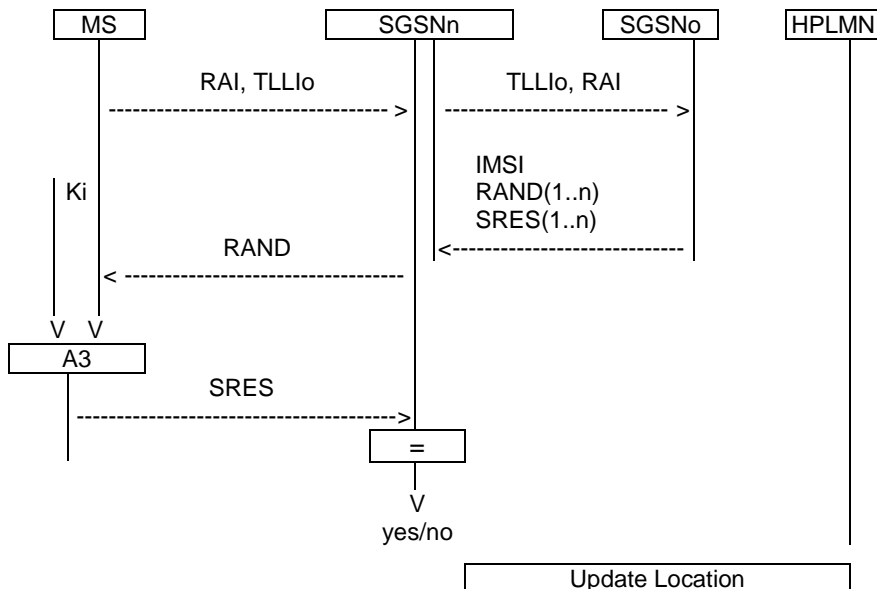 MS SGSNn SGSNo HPLMN
RAI, TLLIo TLLIo, RAI
------------------------------------ > -------------------------------- >
IMSI
Ki RAND(1..n)
SRES(1..n)
RAND <------------------------------
< ------------------------------------
V V
A3
SRES
----------------------------------------->
=
V
yes/no
Update Location